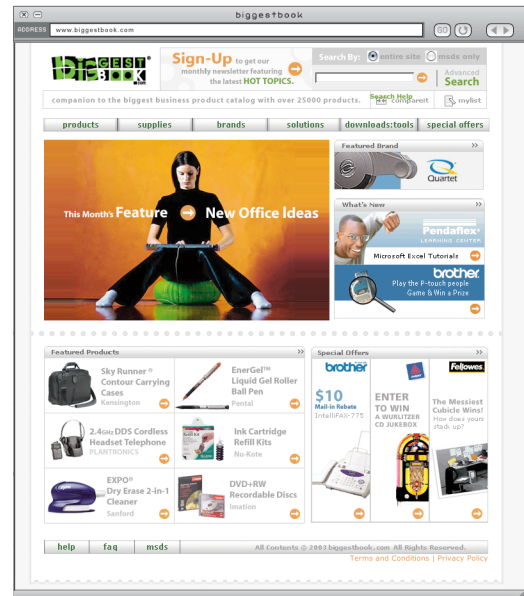 biggestbook
ADDRESS
www.biggestbook.com
GO
BIGGEST
BOOK
.com
Sign-Up to get our
monthly newsletter featuring
the latest HOT TOPICS.
Search By: entire site msds only
Advanced
Search
Search Help
companion to the biggest business product catalog with over 25000 products.
compareit
mylist
products
supplies
brands
solutions
downloads:tools
special offers
This Month's Feature New Office Ideas
Featured Brand >>
Quartet
What's New >>
Pendaflex
LEARNING CENTER
Microsoft Excel Tutorials
brother
Play the P-touch people
Game & Win a Prize
Featured Products >>
Sky Runner ®
Contour Carrying
Cases
Kensington
EnerGel™
Liquid Gel Roller
Ball Pen
Pental
2.4GHz DDS Cordless
Headset Telephone
PLANTRONICS
Ink Cartridge
Refill Kits
Nu-Kote
EXPO®
Dry Erase 2-in-1
Cleaner
Sanford
DVD+RW
Recordable Discs
Imation
Special Offers >>
brother
$10
Mail-in Rebate
IntelliFAX-775
ENTER
TO WIN
A WURLITZER
CD JUKEBOX
Fellowes
The Messiest
Cubicle Wins!
How does yours
stack up?
help
faq
msds
All Contents © 2003 biggestbook.com All Rights Reserved.
Terms and Conditions | Privacy Policy